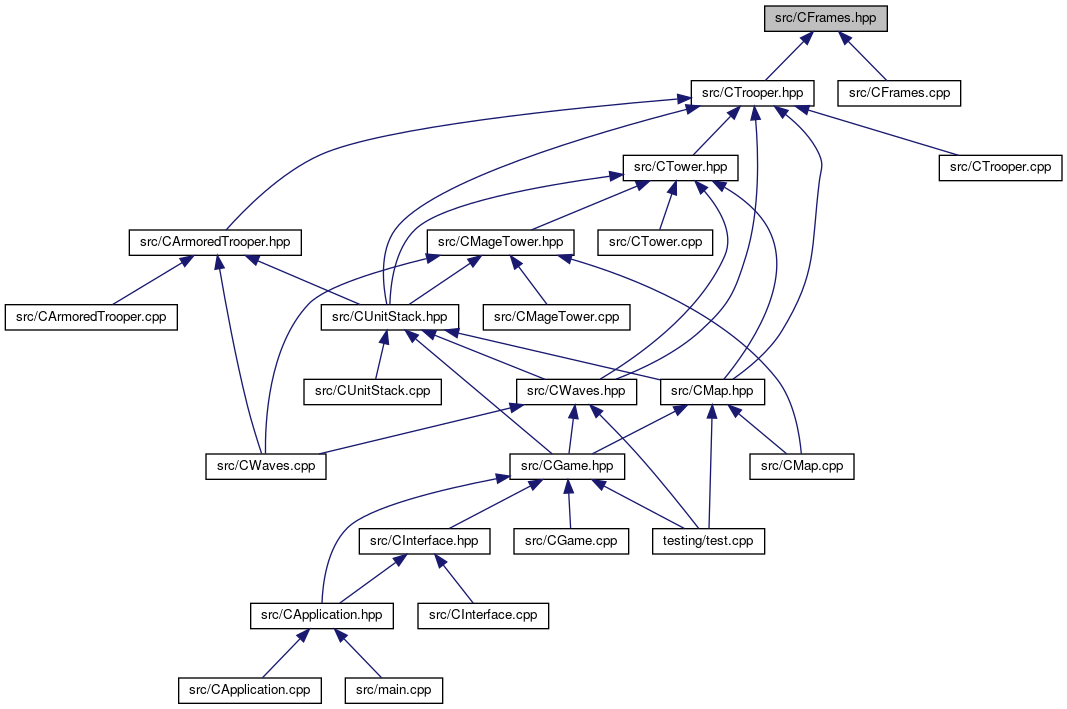 src/CFrames.hpp
src/CTrooper.hpp
src/CFrames.cpp
src/CTower.hpp
src/CTrooper.cpp
src/CArmoredTrooper.hpp
src/CMageTower.hpp
src/CTower.cpp
src/CArmoredTrooper.cpp
src/CUnitStack.hpp
src/CMageTower.cpp
src/CUnitStack.cpp
src/CWaves.hpp
src/CMap.hpp
src/CWaves.cpp
src/CGame.hpp
src/CMap.cpp
src/CInterface.hpp
src/CGame.cpp
testing/test.cpp
src/CApplication.hpp
src/CInterface.cpp
src/CApplication.cpp
src/main.cpp